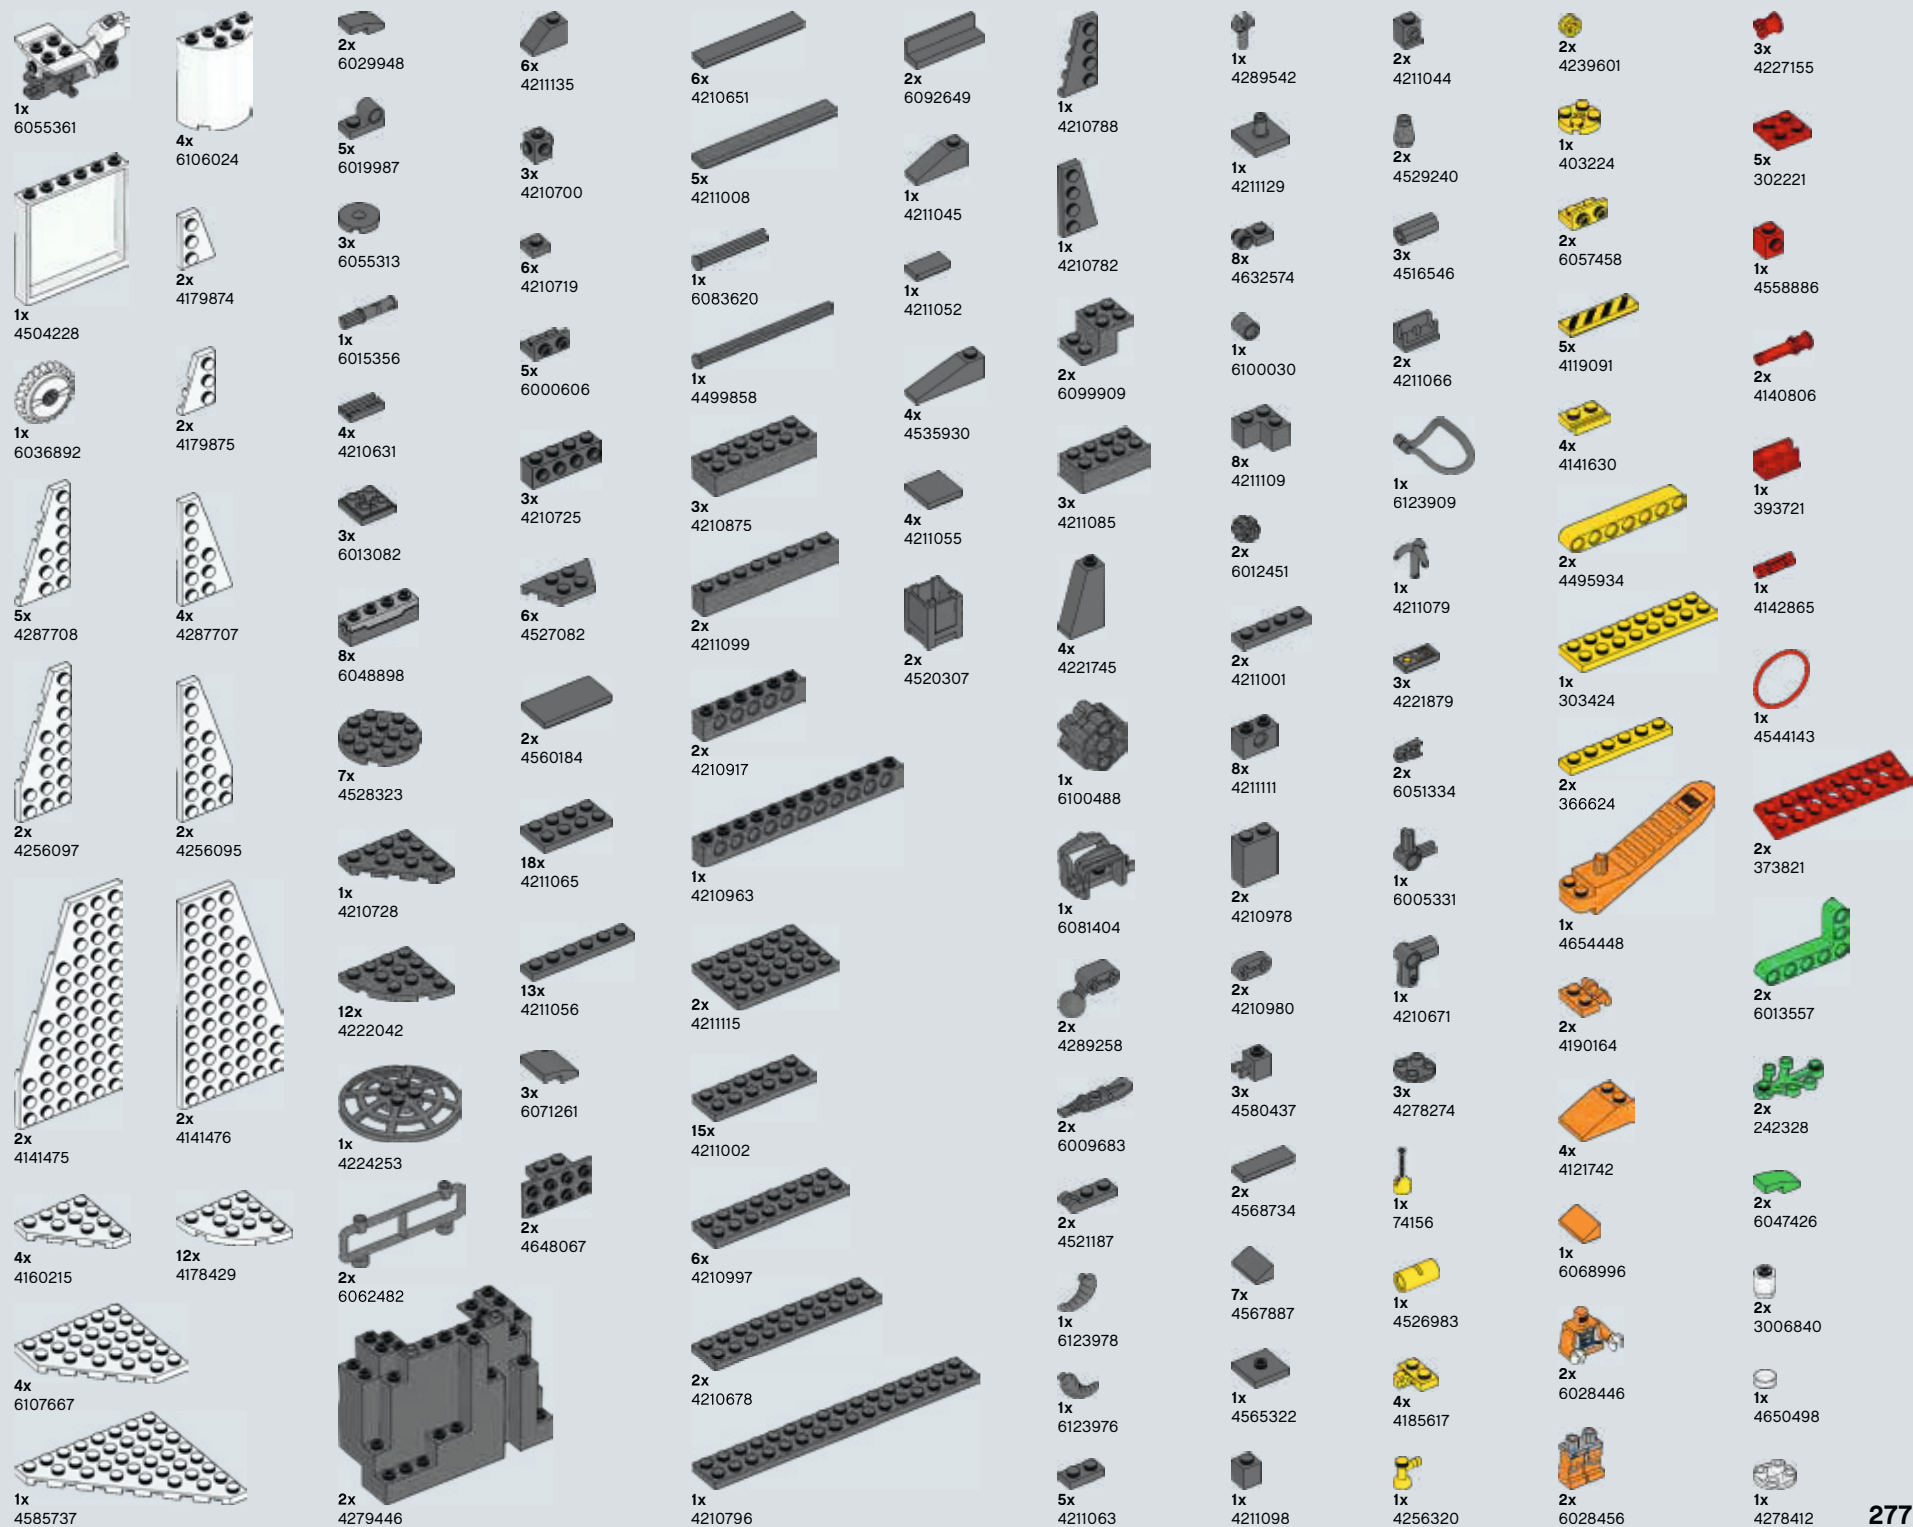 1x
6055361
1x
4504228
1x
6036892
5x
4287708
2x
4256097
2x
4141475
4x
4160215
4x
6107667
1x
4585737
4x
6106024
2x
4179874
2x
4179875
4x
4287707
2x
4256095
2x
4141476
12x
4178429
2x
6029948
5x
6019987
3x
6055313
1x
6015356
4x
4210631
3x
6013082
8x
6048898
7x
4528323
1x
4210728
12x
4222042
1x
4224253
2x
6062482
2x
4279446
6x
4211135
3x
4210700
6x
4210719
5x
6000606
3x
4210725
6x
4527082
2x
4560184
18x
4211065
13x
4211056
3x
6071261
2x
4648067
6x
4210651
5x
4211008
1x
6083620
1x
4499858
3x
4210875
2x
4211099
2x
4210917
1x
4210963
2x
4211115
15x
4211002
6x
4210997
2x
4210678
1x
4210796
2x
6092649
1x
4211045
1x
4211052
4x
4535930
4x
4211055
2x
4520307
1x
4210788
1x
4210782
2x
6099909
3x
4211085
4x
4221745
1x
6100488
1x
6081404
2x
4289258
2x
6009683
2x
4521187
1x
6123978
1x
6123976
5x
4211063
1x
4289542
1x
4211129
8x
4632574
1x
6100030
8x
4211109
2x
6012451
2x
4211001
8x
4211111
2x
4210978
2x
4210980
3x
4580437
2x
4568734
7x
4567887
1x
4565322
1x
4211098
2x
4211044
2x
4529240
3x
4516546
2x
4211066
1x
6123909
1x
4211079
3x
4221879
2x
6051334
1x
6005331
1x
4210671
3x
4278274
1x
74156
1x
4526983
4x
4185617
1x
4256320
2x
4239601
1x
403224
2x
6057458
5x
4119091
4x
4141630
2x
4495934
1x
303424
2x
366624
1x
4654448
2x
4190164
4x
4121742
1x
6068996
2x
6028446
2x
6028456
3x
4227155
5x
302221
1x
4558886
2x
4140806
1x
393721
1x
4142865
1x
4544143
2x
373821
2x
6013557
2x
242328
2x
6047426
2x
3006840
1x
4650498
1x
4278412
277